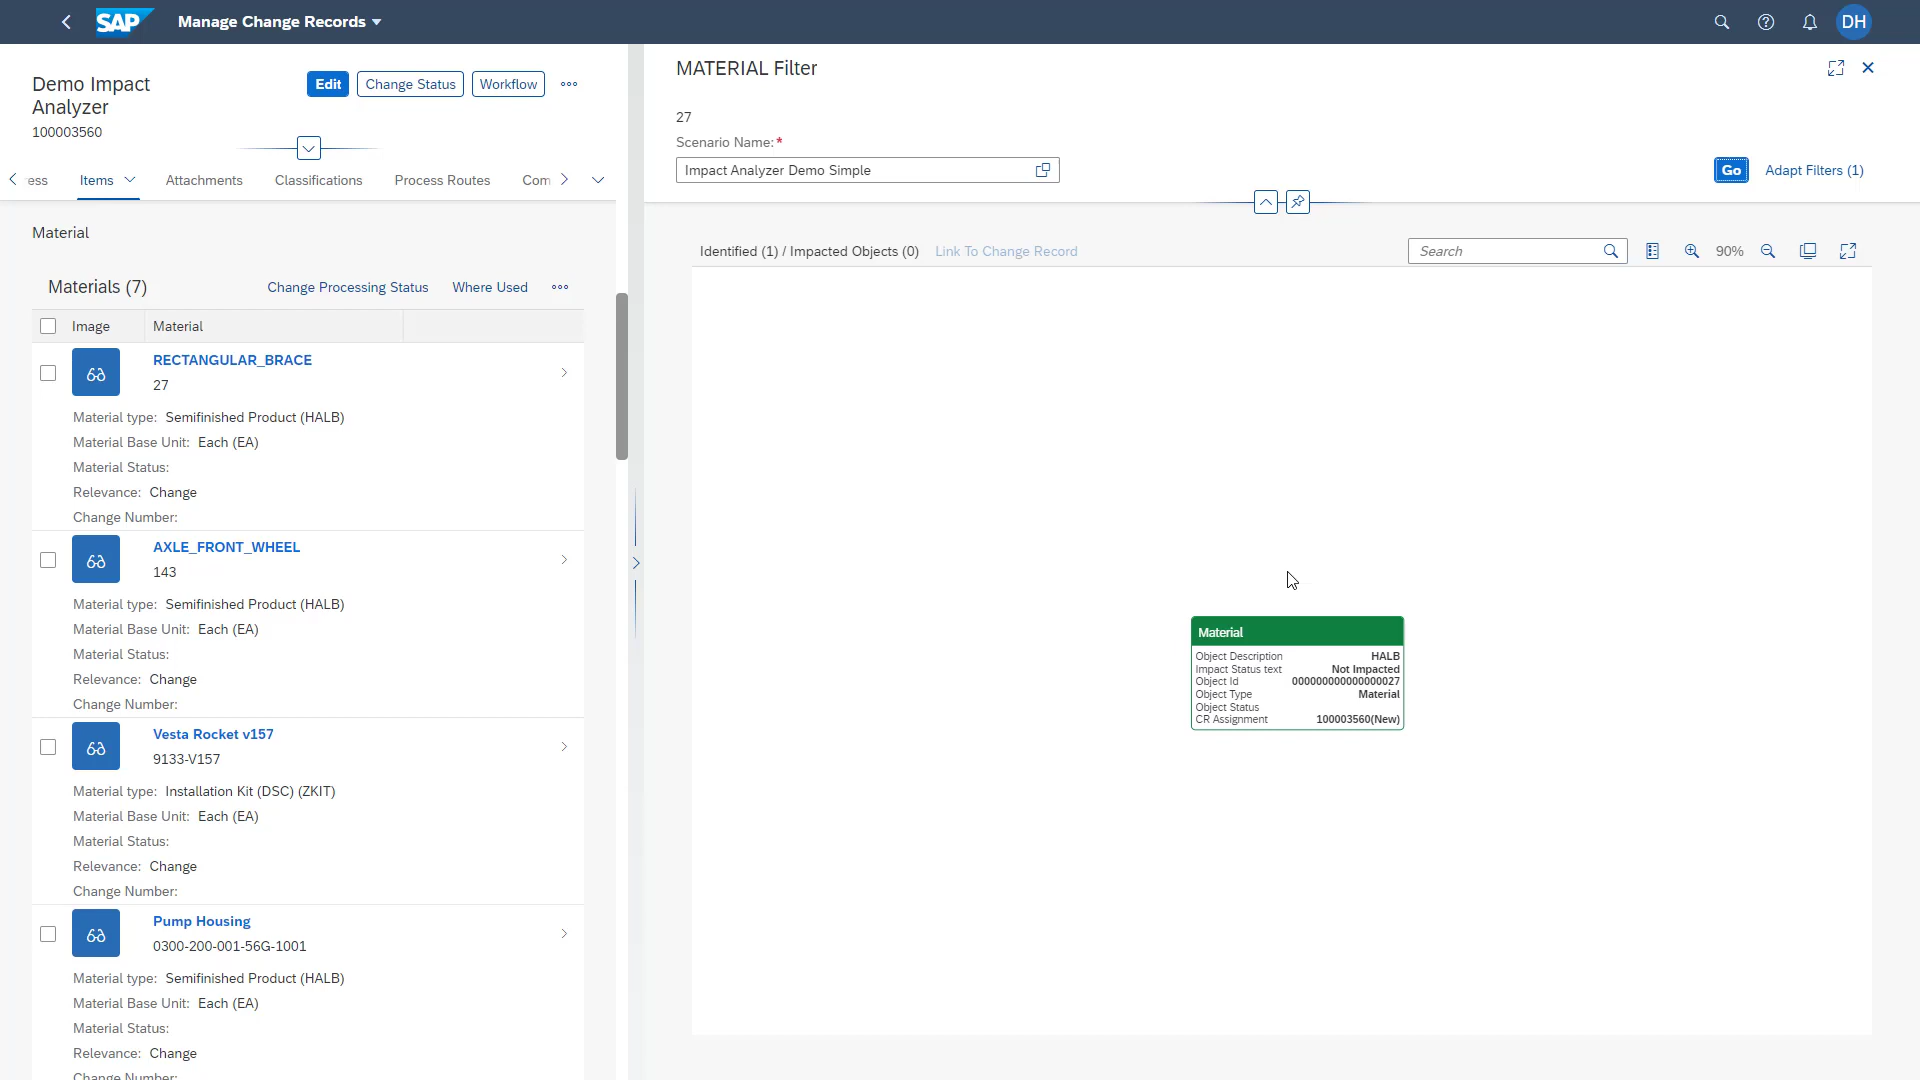 SAP
Manage Change Records
DH
Demo Impact
Analyzer
100003560
Edit
Change Status
Workflow
ess
Items
Attachments
Classifications
Process Routes
Com
Material
Materials (7)
Change Processing Status
Where Used
Image
Material
RECTANGULAR_BRACE
27
Material type: Semifinished Product (HALB)
Material Base Unit: Each (EA)
Material Status:
Relevance: Change
Change Number:
AXLE_FRONT_WHEEL
143
Material type: Semifinished Product (HALB)
Material Base Unit: Each (EA)
Material Status:
Relevance: Change
Change Number:
Vesta Rocket v157
9133-V157
Material type: Installation Kit (DSC) (ZKIT)
Material Base Unit: Each (EA)
Material Status:
Relevance: Change
Change Number:
Pump Housing
0300-200-001-56G-1001
Material type: Semifinished Product (HALB)
Material Base Unit: Each (EA)
Material Status:
Relevance: Change
Change Number:
MATERIAL Filter
27
Scenario Name:*
Impact Analyzer Demo Simple
Go
Adapt Filters (1)
Identified (1) / Impacted Objects (0)
Link To Change Record
Search
90%
Material
Object Description HALB
Impact Status text Not Impacted
Object Id 000000000000000027
Object Type Material
Object Status
CR Assignment 100003560(New)